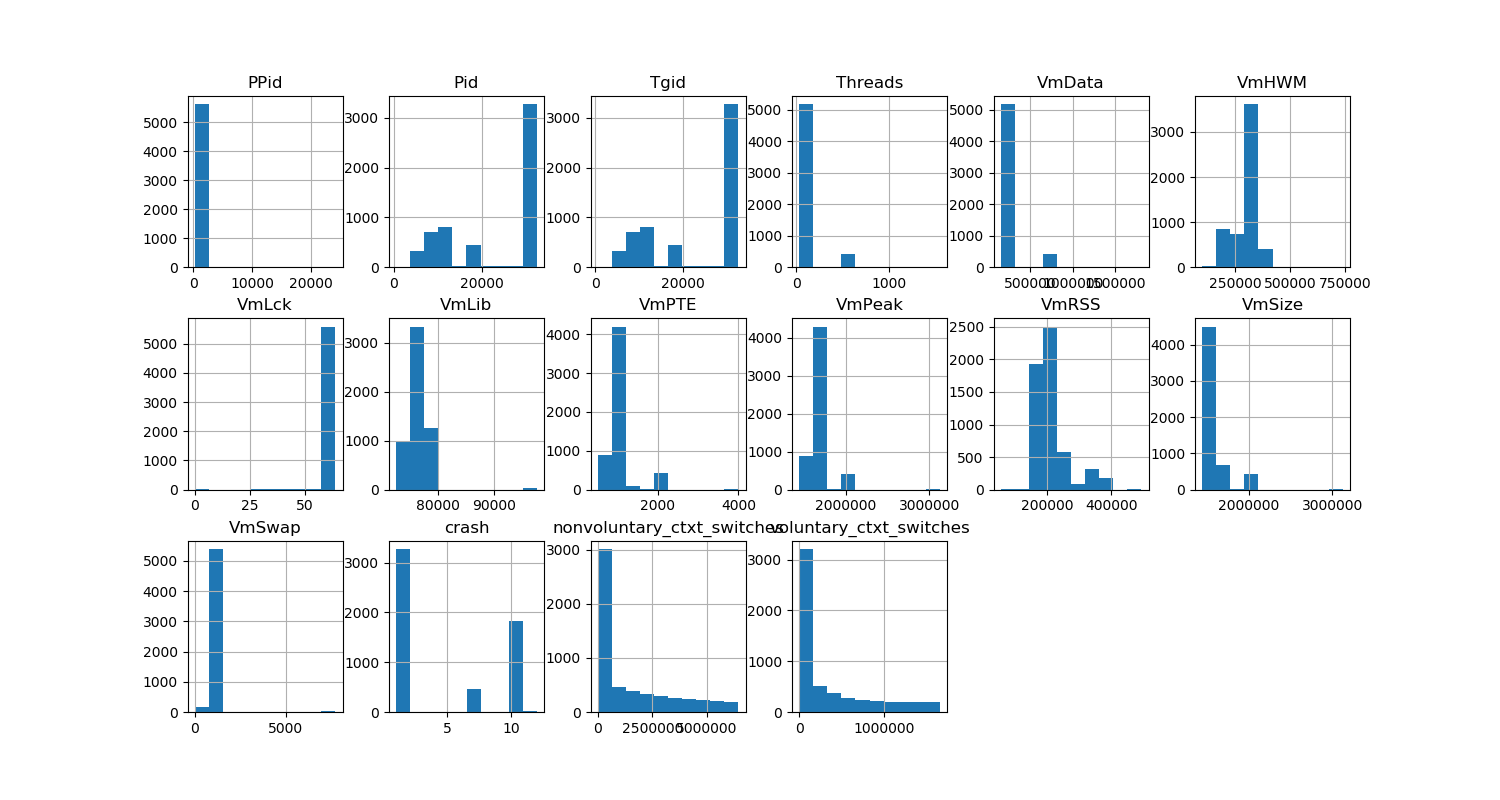 PPid Pid Tgid Threads VmData VmHWM
5000 4000 3000 2000 1000 0
0 10000 20000
3000 2000 1000 0
0 20000
3000 2000 1000 0
0 20000
5000 4000 3000 2000 1000 0
0 1000
5000 4000 3000 2000 1000 0
500000 1000000 1500000
3000 2000 1000 0
250000 500000 750000
VmLck VmLib VmPTE VmPeak VmRSS VmSize
5000 4000 3000 2000 1000 0
0 25 50
3000 2000 1000 0
80000 90000
4000 3000 2000 1000 0
2000 4000
4000 3000 2000 1000 0
2000000 3000000
2500 2000 1500 1000 500 0
200000 400000
4000 3000 2000 1000 0
2000000 3000000
VmSwap crash nonvoluntary_ctxt_switches voluntary_ctxt_switches
5000 4000 3000 2000 1000 0
0 5000
3000 2000 1000 0
5 10
3000 2000 1000 0
0 2500000 5000000
3000 2000 1000 0
0 1000000